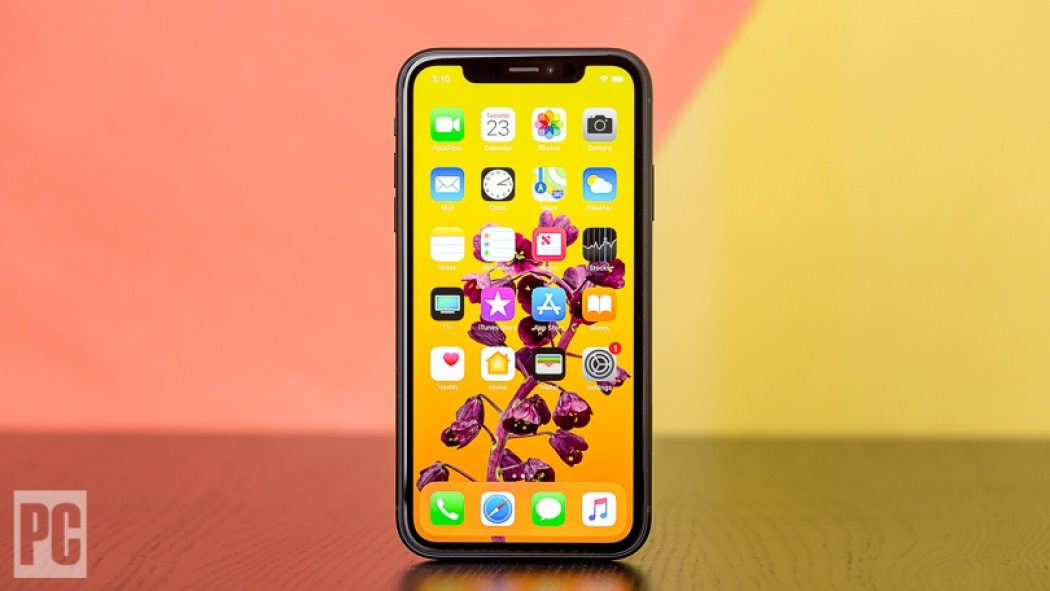 3:10
Tuesday
23
FaceTime
Calendar
Photos
Camera
Mail
Clock
Maps
Weather
Notes
Reminders
News
Stocks
TV
iTunes Store
App Store
Books
Health
Home
Wallet
Settings
1
PC